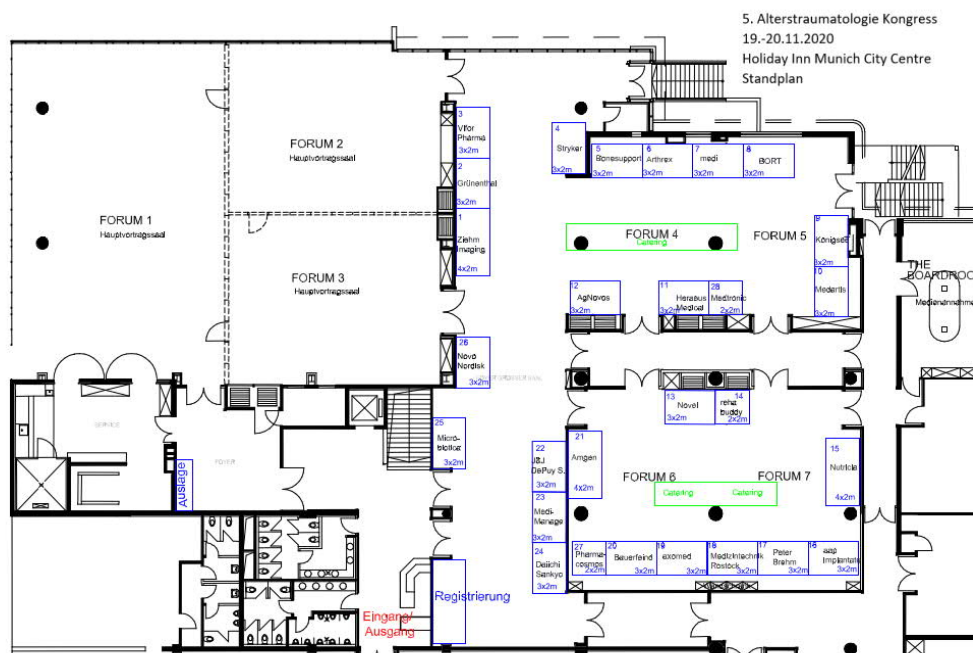 5. Alterstraumatologie Kongress
19.-20.11.2020
Holiday Inn Munich City Centre
Standplan
3
Vifor
Pharma
3x2m
2
Grünenthal
3x2m
1
Ziehm
Imaging
4x2m
26
Novo
Nordisk
3x2m
25
Micro-
biotica
3x2m
FORUM 1
Hauptvortragssaal
FORUM 2
Hauptvortragssaal
FORUM 3
Hauptvortragssaal
4
Stryker
3x2m
5
Bonesupport
3x2m
6
Arthrex
3x2m
7
medi
3x2m
8
BORT
3x2m
FORUM 4
Catering
FORUM 5
9
Königsee
3x2m
10
Medartis
3x2m
THE
BOARDROO
Medienannahme
12
AgNovos
3x2m
11
Heraeus
Medical
3x2m
28
Medtronic
2x2m
13
Novel
3x2m
14
reha
buddy
2x2m
15
Nutricia
4x2m
21
Amgen
4x2m
22
J&J
DePuy S.
3x2m
23
Medi-
Manage
3x2m
24
Daiichi
Sankyo
3x2m
FORUM 6
Catering
FORUM 7
Catering
27
Pharma-
cosmos
2x2m
20
Bauerfeind
3x2m
19
axomed
3x2m
18
Medizintechnik
Rostock
3x2m
17
Peter
Brehm
3x2m
16
aap
Implantate
3x2m
SERVICE
FOYER
Auslage
Registrierung
Eingang/
Ausgang